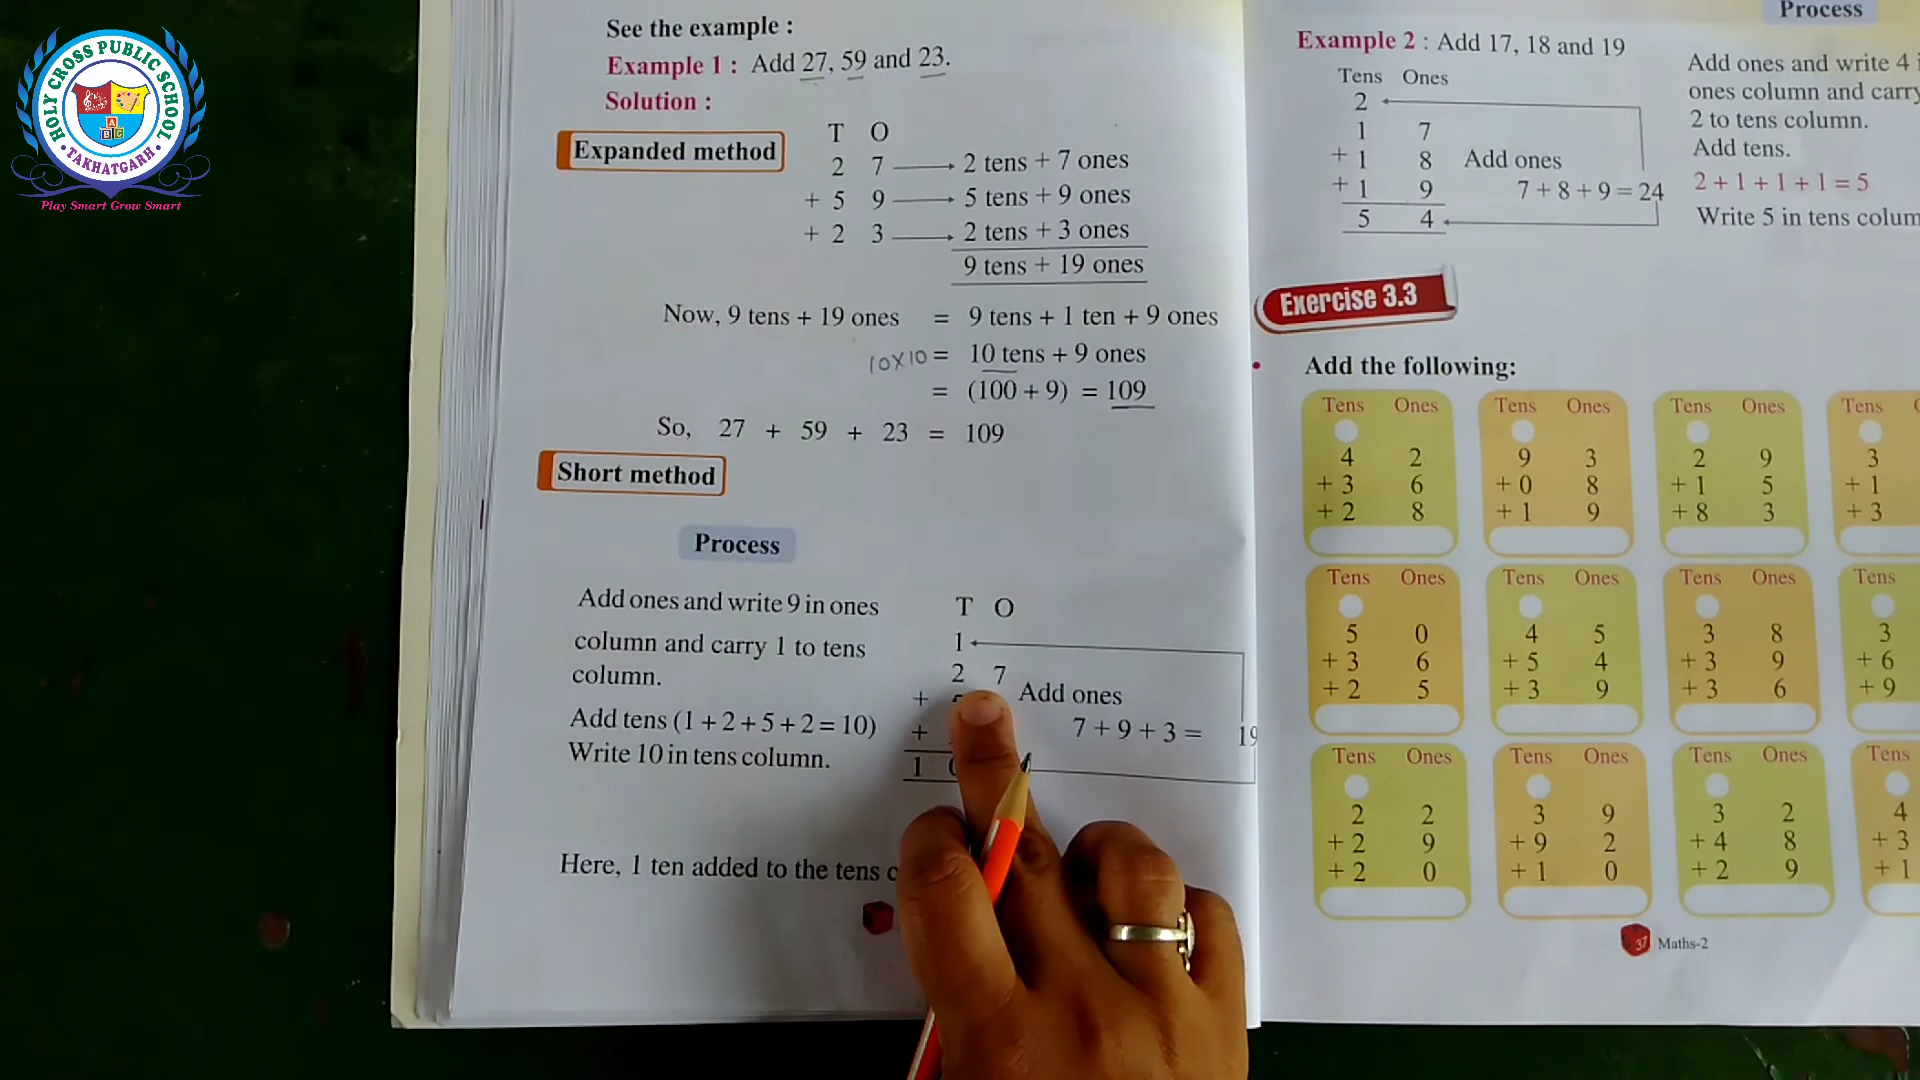 HOLY CROSS PUBLIC SCHOOL
TAKHATGARH
A
B C
Play Smart Grow Smart
See the example :
Example 1 : Add 27, 59 and 23.
Solution :
Expanded method
T O
2 7 2 tens + 7 ones
+ 5 9 5 tens + 9 ones
+ 2 3 2 tens + 3 ones
9 tens + 19 ones
Now, 9 tens + 19 ones = 9 tens + 1 ten + 9 ones
10X10 = 10 tens + 9 ones
= (100 + 9) = 109
So, 27 + 59 + 23 = 109
Short method
Process
Add ones and write 9 in ones
column and carry 1 to tens
column.
Add tens (1 + 2 + 5 + 2 = 10)
Write 10 in tens column.
T O
1
2 7
+
Add ones
+
7 + 9 + 3 = 19
1
Here, 1 ten added to the tens
Process
Example 2 : Add 17, 18 and 19
Tens Ones
2
1 7
+ 1 8 Add ones
+ 1 9 7 + 8 + 9 = 24
5 4
Add ones and write 4
ones column and carry
2 to tens column.
Add tens.
2 + 1 + 1 + 1 = 5
Write 5 in tens
Exercise 3.3
Add the following:
Tens Ones Tens Ones Tens Ones Tens
4 2 9 3 2 9 3
+ 3 6 + 0 8 + 1 5 + 1
+ 2 8 + 1 9 + 8 3 + 3
Tens Ones Tens Ones Tens Ones Tens
5 0 4 5 3 8 3
+ 3 6 + 5 4 + 3 9 + 6
+ 2 5 + 3 9 + 3 6 + 9
Tens Ones Tens Ones Tens Ones Tens
2 2 3 9 3 2 4
+ 2 9 + 9 2 + 4 8 + 3
+ 2 0 + 1 0 + 2 9 + 1
37 Maths-2